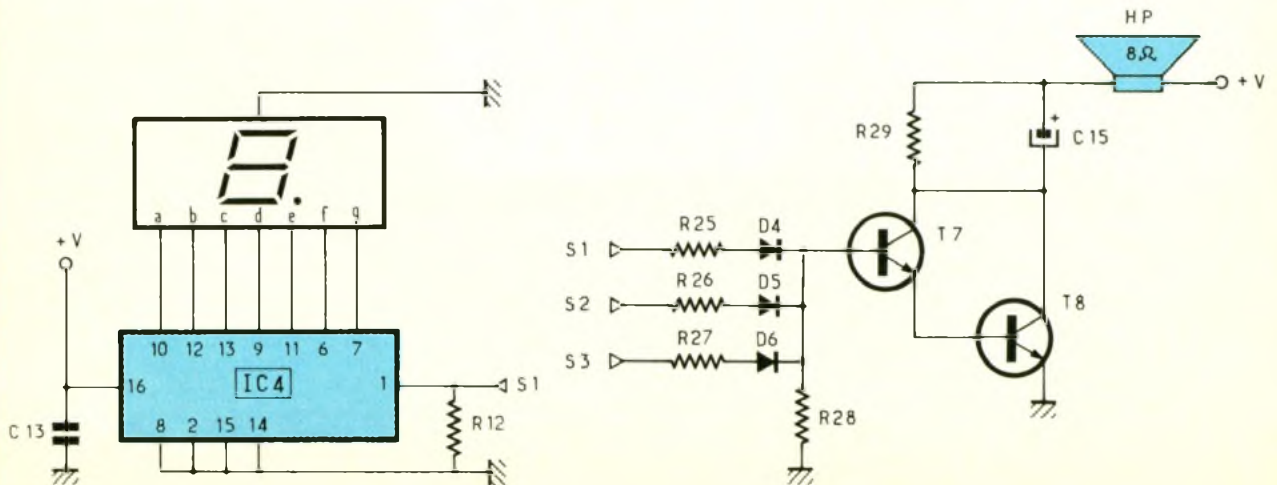 HP
8Ω
+V
R29
+
C15
a b c d e f g
+V
T7
S1
R25
D4
S2
R26
D5
T8
S3
R27
D6
10 12 13 9 11 6 7
16
IC4
1
S1
R12
R28
C13
8 2 15 14